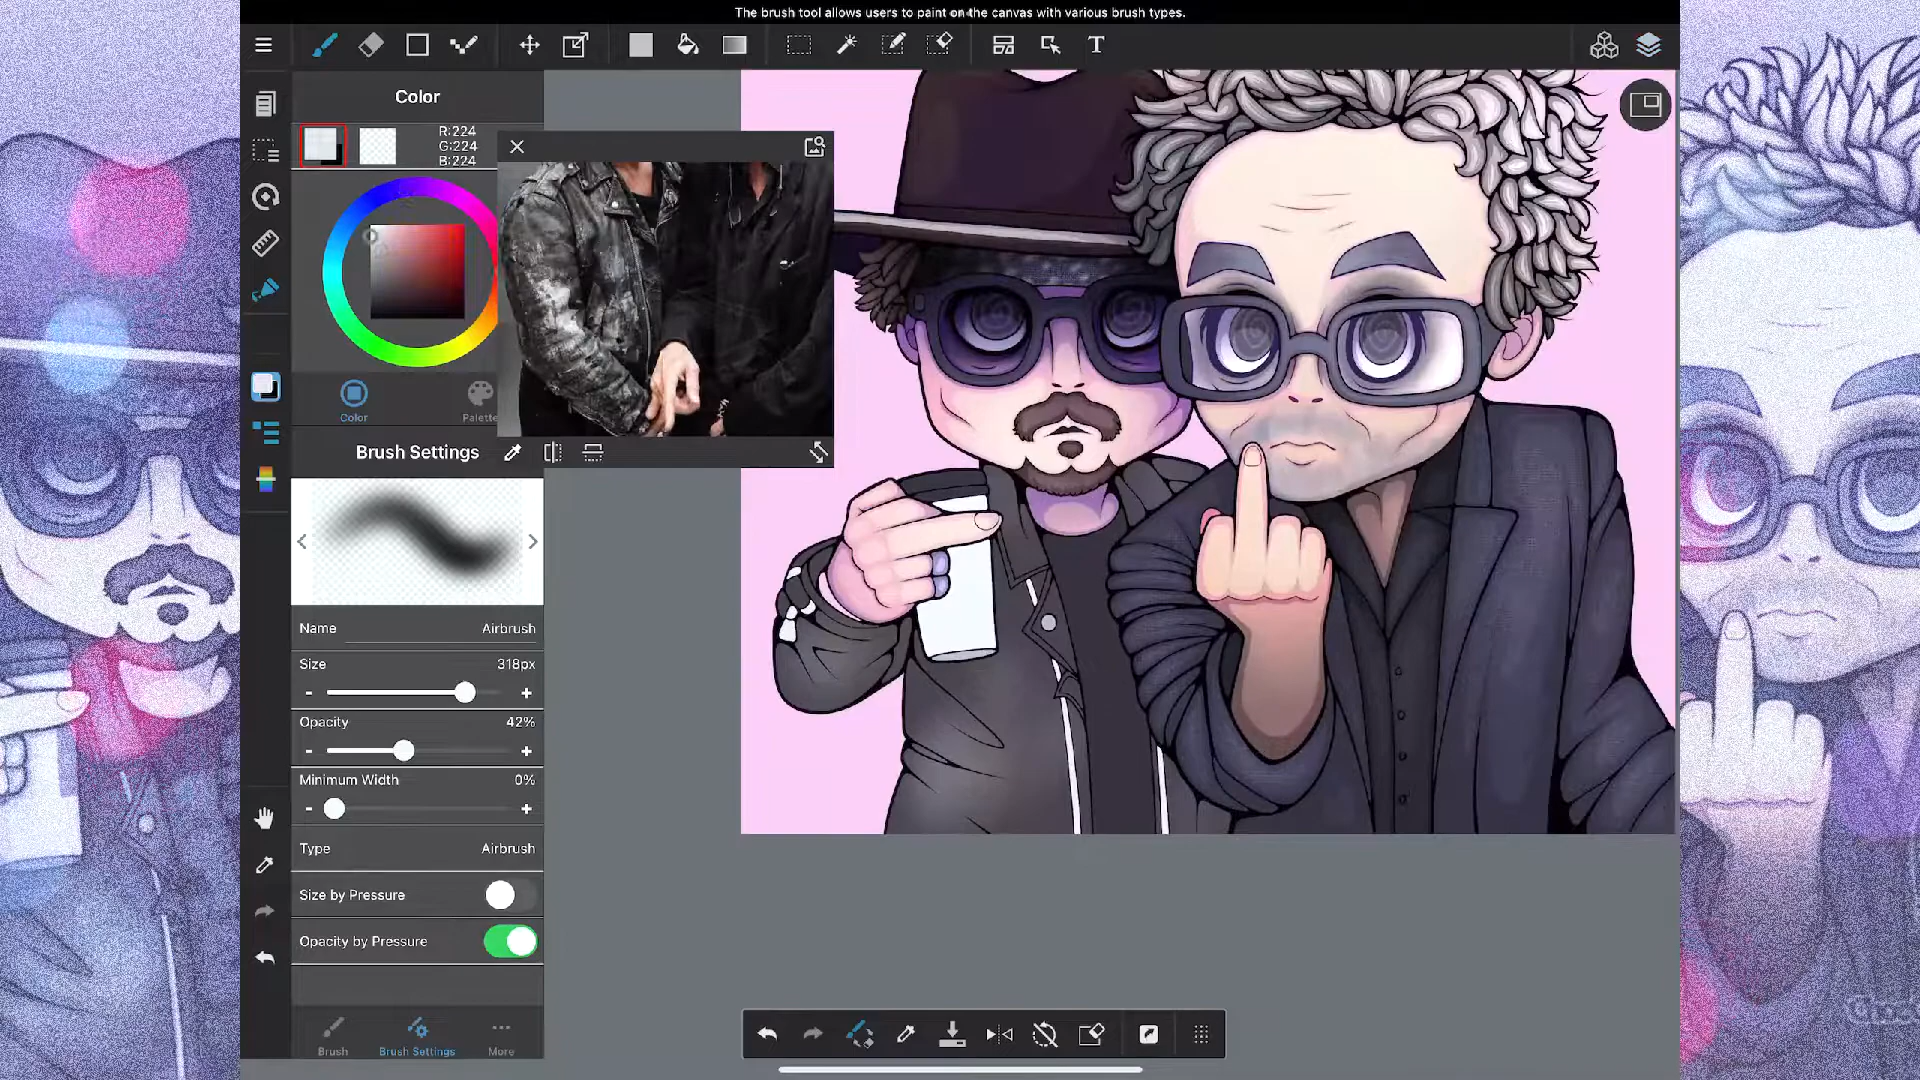 The brush tool allows users to paint on the canvas with various brush types.
T
Color
R:224
G:224
B:224
Color
Palette
Brush Settings
Name Airbrush
Size 318px
- +
Opacity 42%
- +
Minimum Width 0%
- +
Type Airbrush
Size by Pressure
Opacity by Pressure
Brush
Brush Settings
More